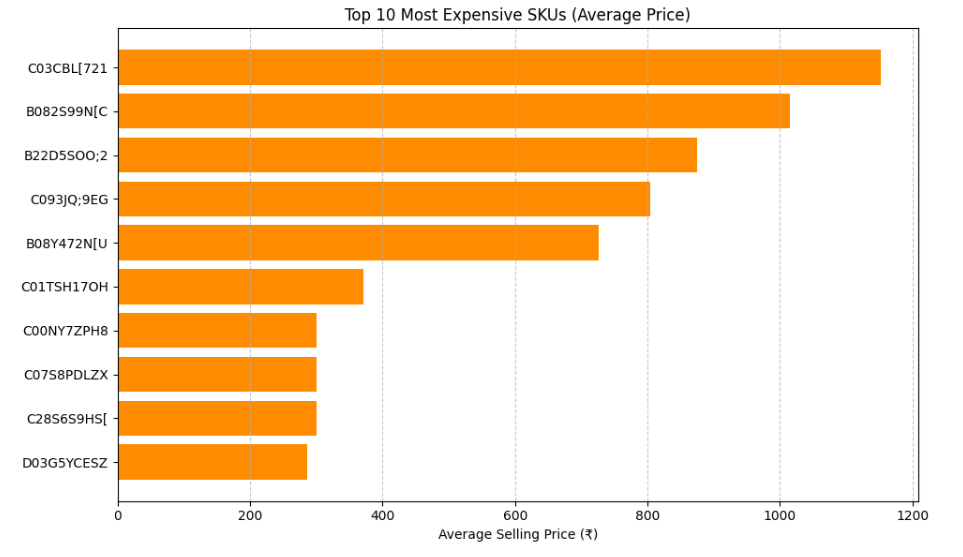 Top 10 Most Expensive SKUs (Average Price)
C03CBL[721
B082S99N[C
B22D5SOO;2
C093JQ;9EG
B08Y472N[U
C01TSH17OH
C00NY7ZPH8
C07S8PDLZX
C28S6S9HS[
D03G5YCESZ
0 200 400 600 800 1000 1200
Average Selling Price (₹)